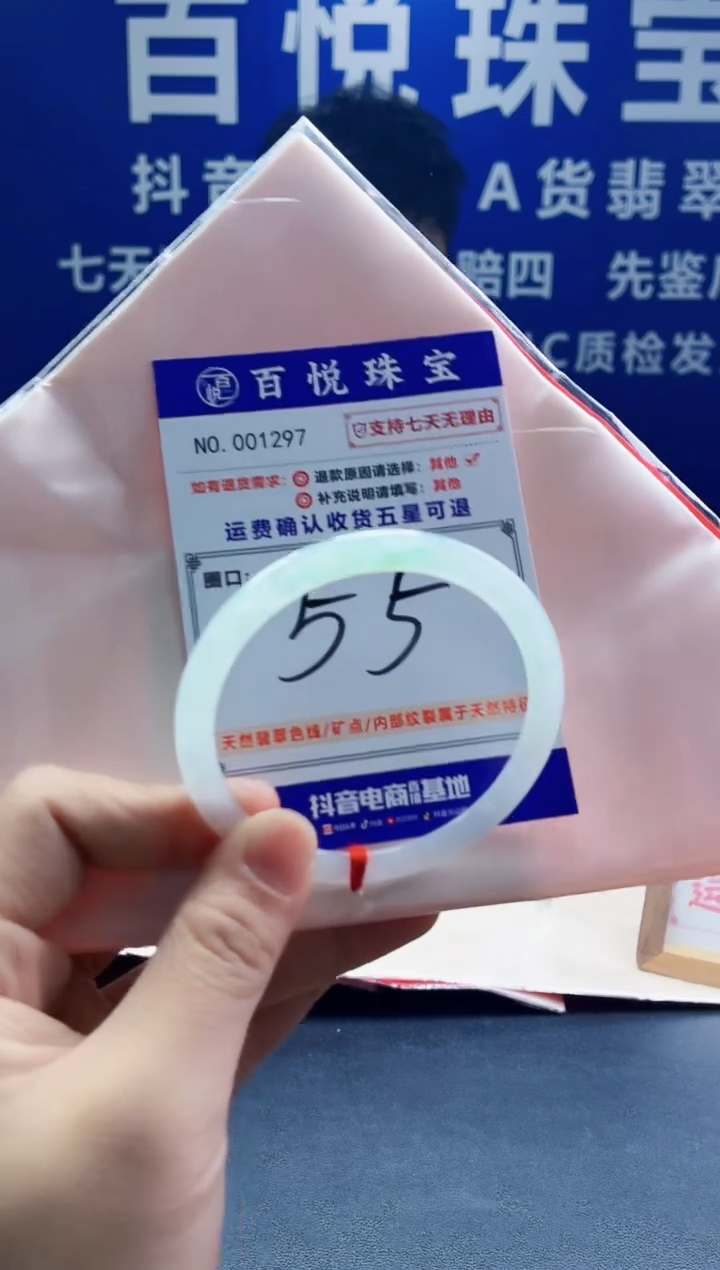 百悦珠宝
抖音 A货翡翠
七无 赔四 先鉴
C质检发
百悦珠宝
NO.001297
支持七天无理由
如有退货需求: 退款原因请选择: 其他
补充说明请填写: 其他
运费确认收货五星可退
圈口:
55
天然翡翠色线/矿点/内部纹裂属于天然特征
抖音电商直播基地